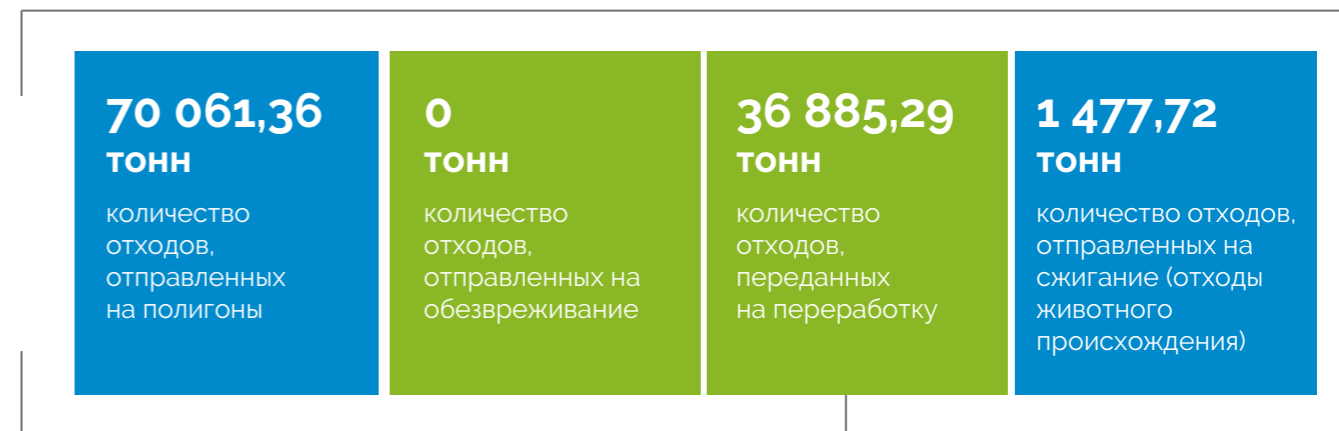 70 061,36
тонн
количество
отходов,
отправленных
на полигоны
0
тонн
количество
отходов,
отправленных на
обезвреживание
36 885,29
тонн
количество
отходов,
переданных
на переработку
1 477,72
тонн
количество отходов,
отправленных на
сжигание (отходы
животного
происхождения)